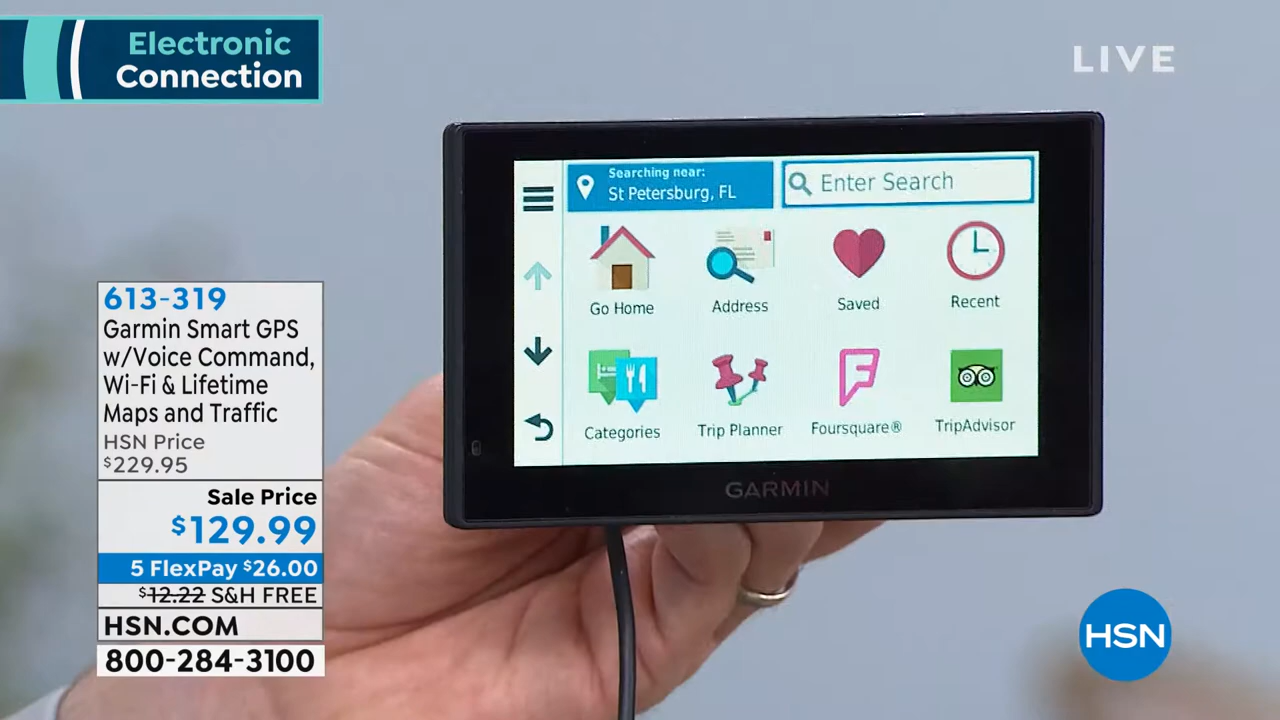 Electronic
Connection
LIVE
Searching near:
St Petersburg, FL
Enter Search
Go Home
Address
Saved
Recent
Categories
Trip Planner
Foursquare®
TripAdvisor
GARMIN
613-319
Garmin Smart GPS
w/Voice Command,
Wi-Fi & Lifetime
Maps and Traffic
HSN Price
$229.95
Sale Price
$129.99
5 FlexPay $26.00
$12.22 S&H FREE
HSN.COM
800-284-3100
HSN